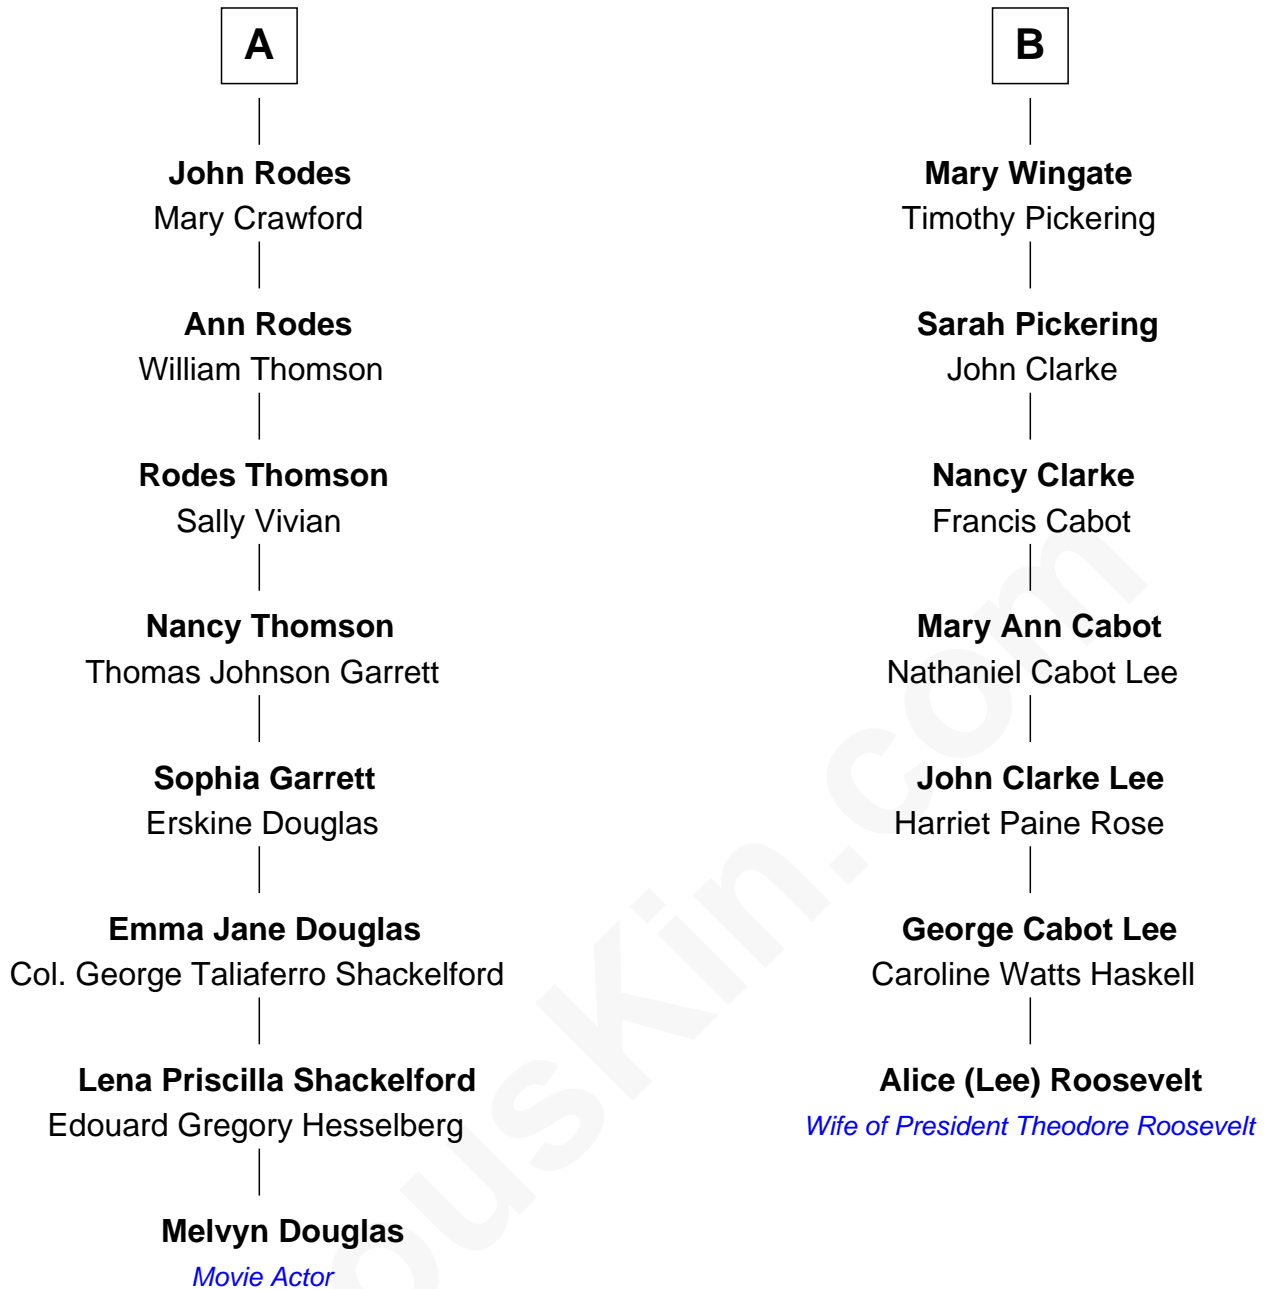 A
John Rodes
Mary Crawford
Ann Rodes
William Thomson
Rodes Thomson
Sally Vivian
Nancy Thomson
Thomas Johnson Garrett
Sophia Garrett
Erskine Douglas
Emma Jane Douglas
Col. George Taliaferro Shackelford
Lena Priscilla Shackelford
Edouard Gregory Hesselberg
Melvyn Douglas
Movie Actor
B
Mary Wingate
Timothy Pickering
Sarah Pickering
John Clarke
Nancy Clarke
Francis Cabot
Mary Ann Cabot
Nathaniel Cabot Lee
John Clarke Lee
Harriet Paine Rose
George Cabot Lee
Caroline Watts Haskell
Alice (Lee) Roosevelt
Wife of President Theodore Roosevelt
ousKin.com